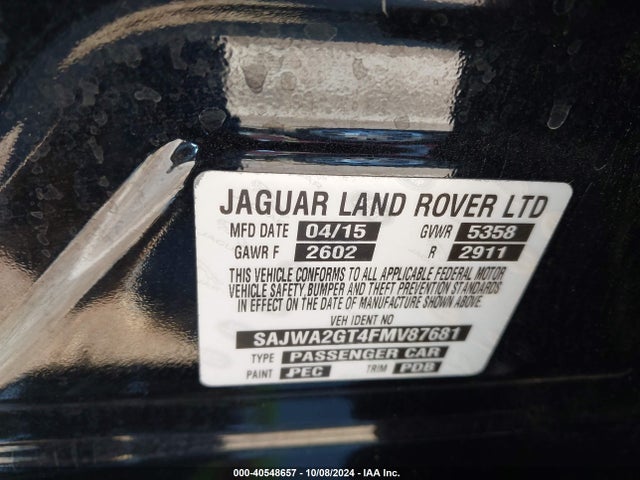 JAGUAR LAND ROVER LTD
MFD DATE 04/15 GVWR 5358
GAWR F 2602 R 2911
THIS VEHICLE CONFORMS TO ALL APPLICABLE FEDERAL MOTOR
VEHICLE SAFETY, BUMPER AND THEFT PREVENTION STANDARDS
IN EFFECT ON THE DATE OF MANUFACTURE SHOWN ABOVE.
VEH IDENT NO
SAJWA2GT4FMV87681
TYPE PASSENGER CAR
PAINT PEC TRIM PDB
000-40548657 - 10/08/2024 - IAA Inc.